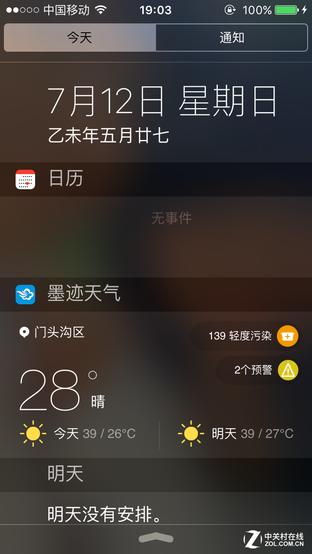 中国移动 19:03 100%
今天 通知
7月12日 星期日
乙未年五月廿七
日历
无事件
墨迹天气
门头沟区 139 轻度污染
28° 2个预警
晴
今天 39 / 26°C 明天 39 / 27°C
明天
明天没有安排。
Z 中关村在线
ZOL.COM.CN